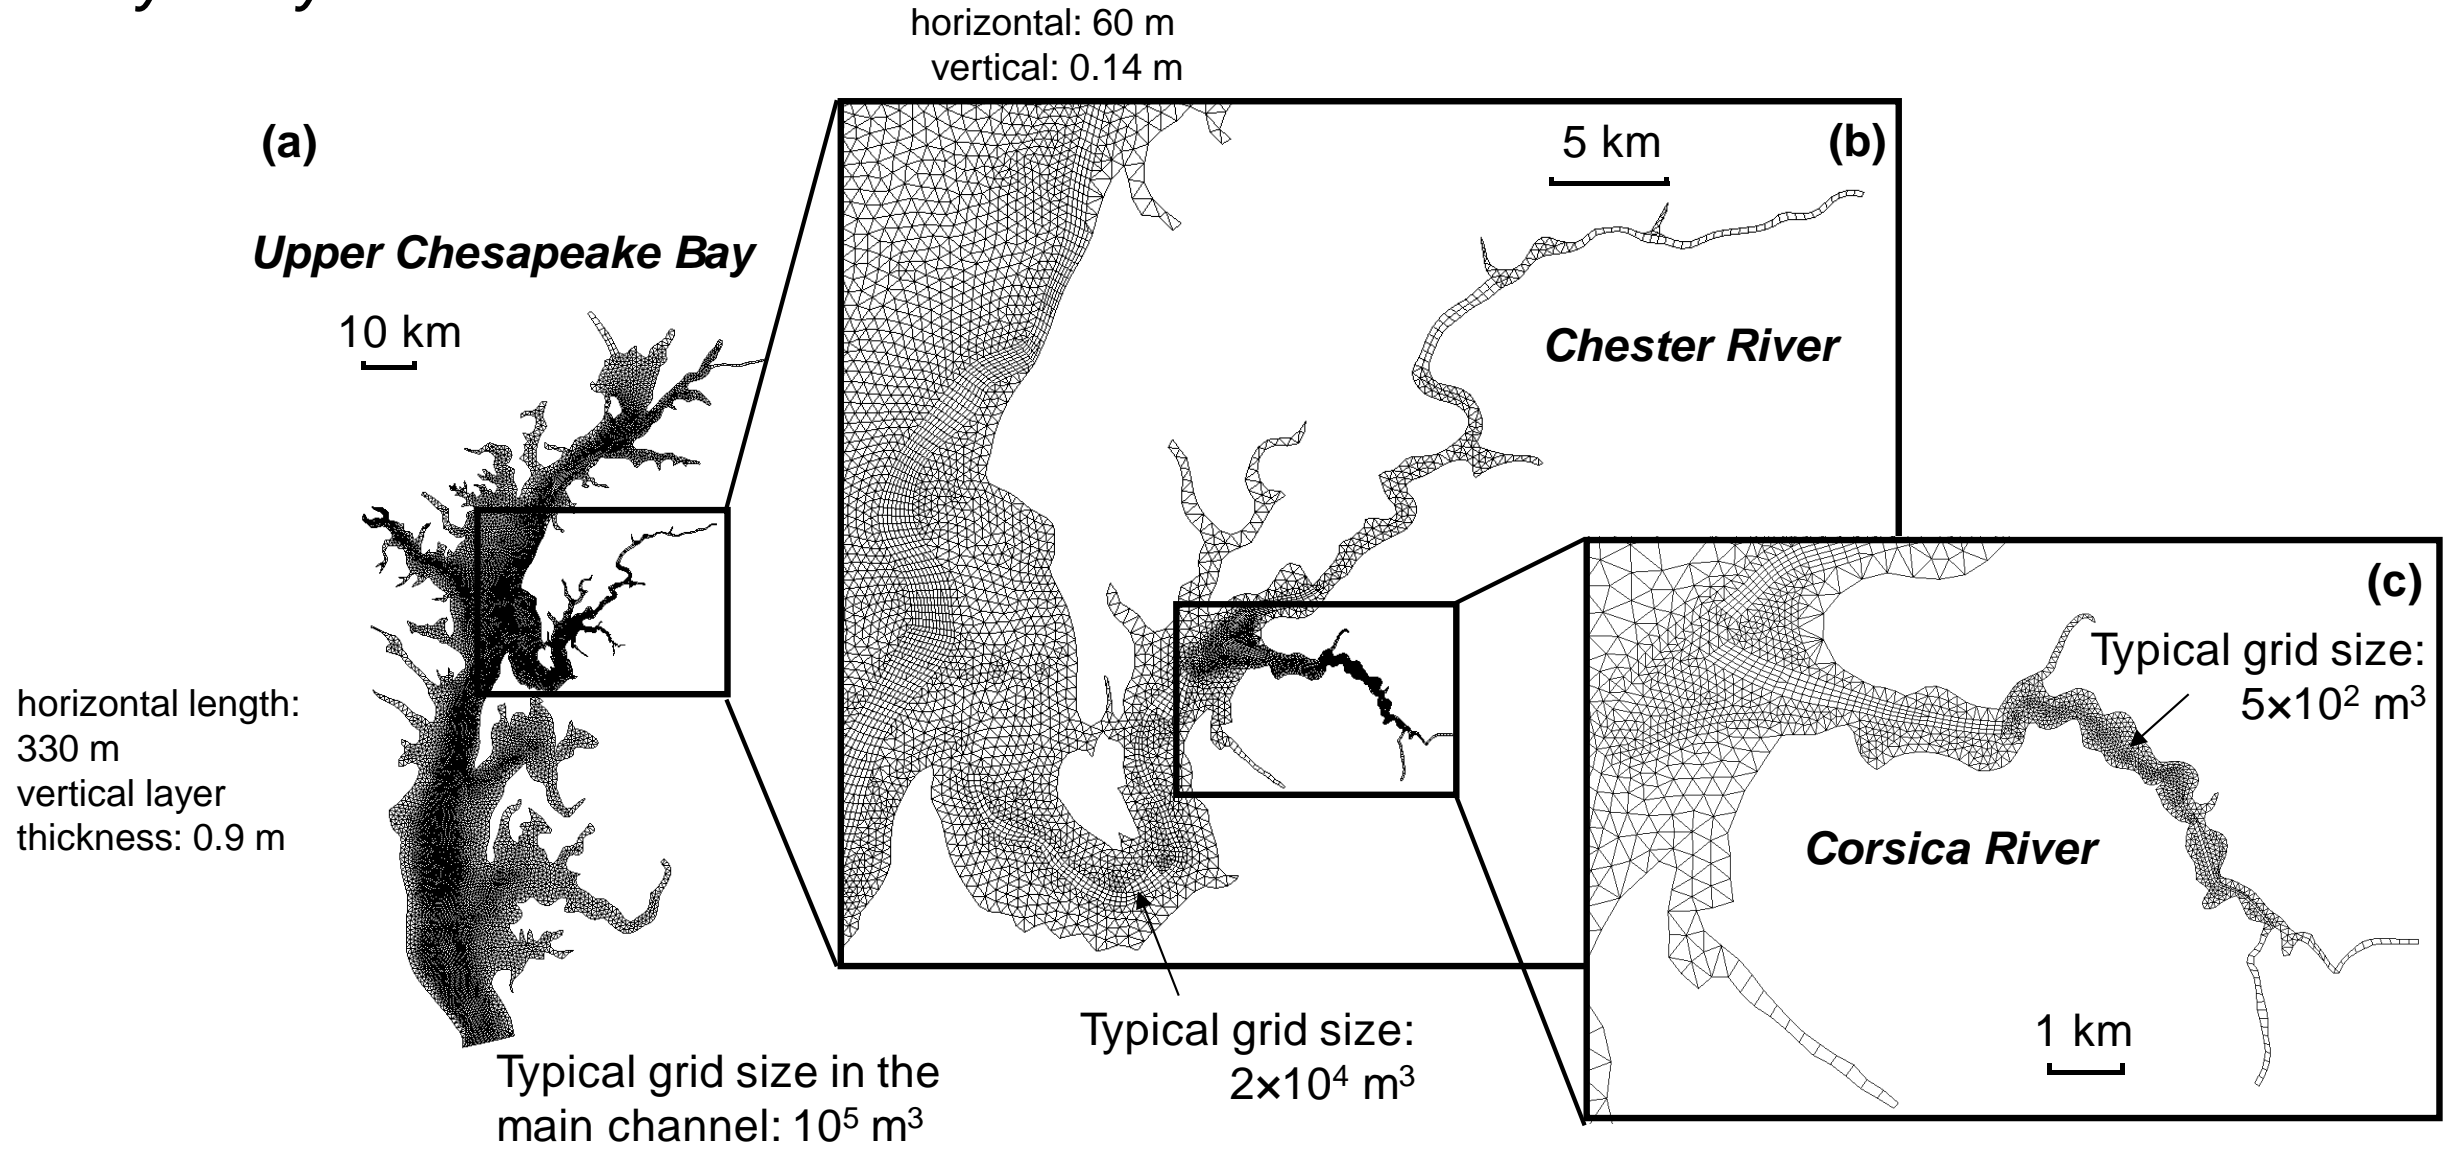 horizontal: 60 m
vertical: 0.14 m
(a)
Upper Chesapeake Bay
10 km
horizontal length:
330 m
vertical layer
thickness: 0.9 m
Typical grid size in the
main channel: 10⁵ m³
5 km
(b)
Chester River
Typical grid size:
2×10⁴ m³
(c)
Typical grid size:
5×10² m³
Corsica River
1 km